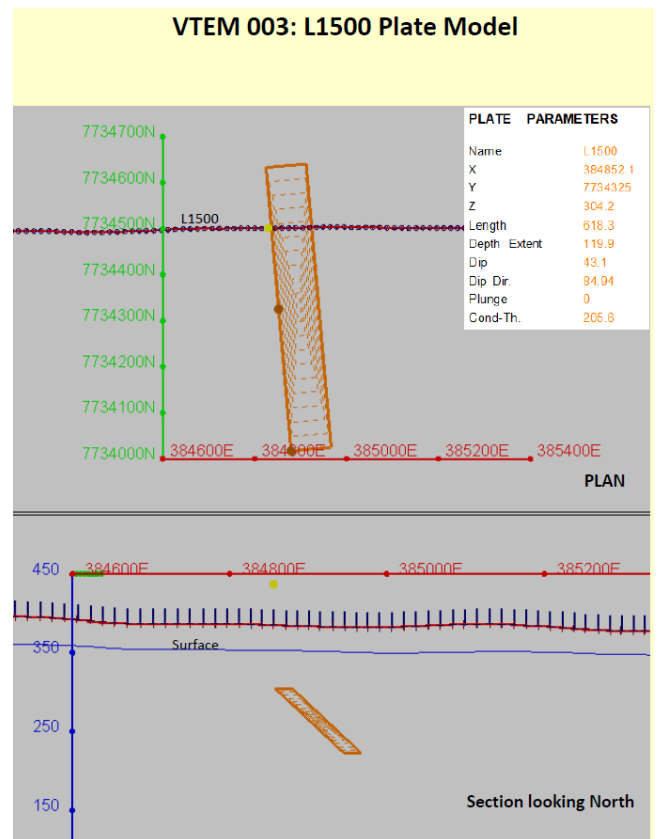 VTEM 003: L1500 Plate Model
PLATE PARAMETERS
Name L1500
X 384852.1
Y 7734325
Z 304.2
Length 618.3
Depth Extent 119.9
Dip 43.1
Dip Dir. 84.94
Plunge 0
Cond-Th. 205.6
7734700N
7734600N
7734500N
L1500
7734400N
7734300N
7734200N
7734100N
7734000N
384600E 384800E 385000E 385200E 385400E
PLAN
450 384600E 384800E 385000E 385200E
350 Surface
250
150
Section looking North